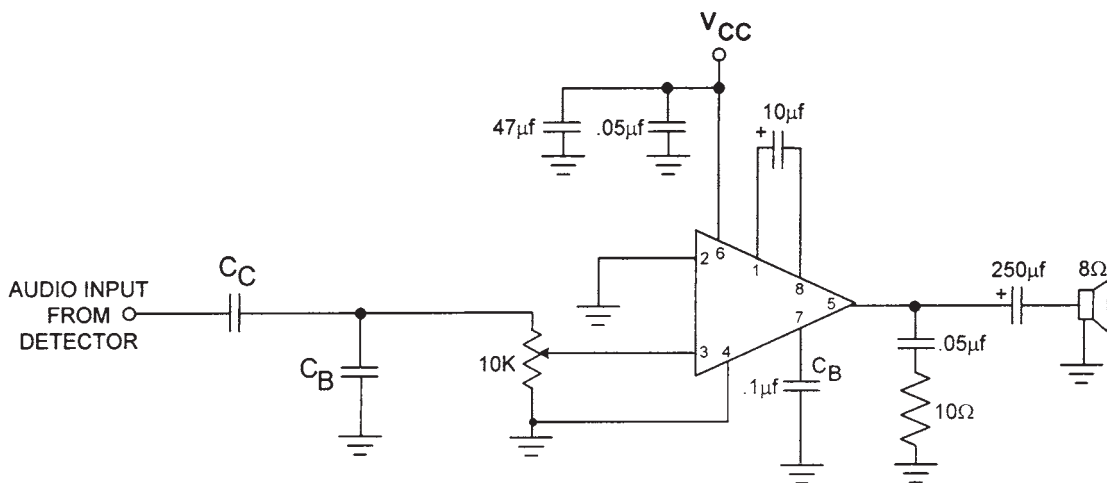 VCC
47µf
.05µf
10µf
+
2
6
1
8
5
7
3
4
AUDIO INPUT
FROM
DETECTOR
CC
CB
10K
CB
.1µf
250µf
+
8Ω
.05µf
10Ω